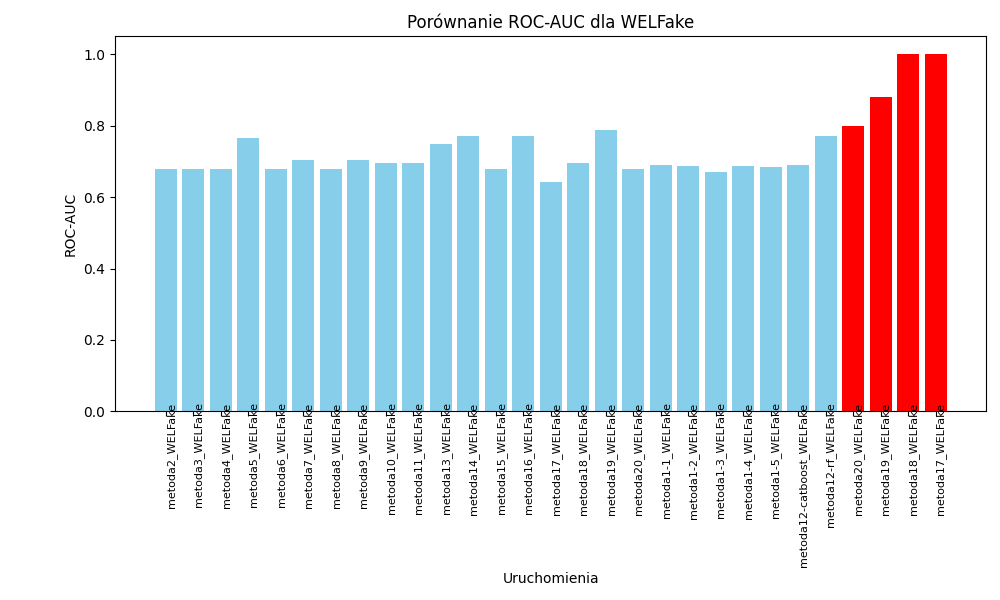 Porównanie ROC-AUC dla WELFake
ROC-AUC
1.0
0.8
0.6
0.4
0.2
0.0
metoda2_WELFake
metoda3_WELFake
metoda4_WELFake
metoda5_WELFake
metoda6_WELFake
metoda7_WELFake
metoda8_WELFake
metoda9_WELFake
metoda10_WELFake
metoda11_WELFake
metoda13_WELFake
metoda14_WELFake
metoda15_WELFake
metoda16_WELFake
metoda17_WELFake
metoda18_WELFake
metoda19_WELFake
metoda20_WELFake
metoda1-1_WELFake
metoda1-2_WELFake
metoda1-3_WELFake
metoda1-4_WELFake
metoda1-5_WELFake
metoda12-catboost_WELFake
metoda12-rf_WELFake
metoda20_WELFake
metoda19_WELFake
metoda18_WELFake
metoda17_WELFake
Uruchomienia